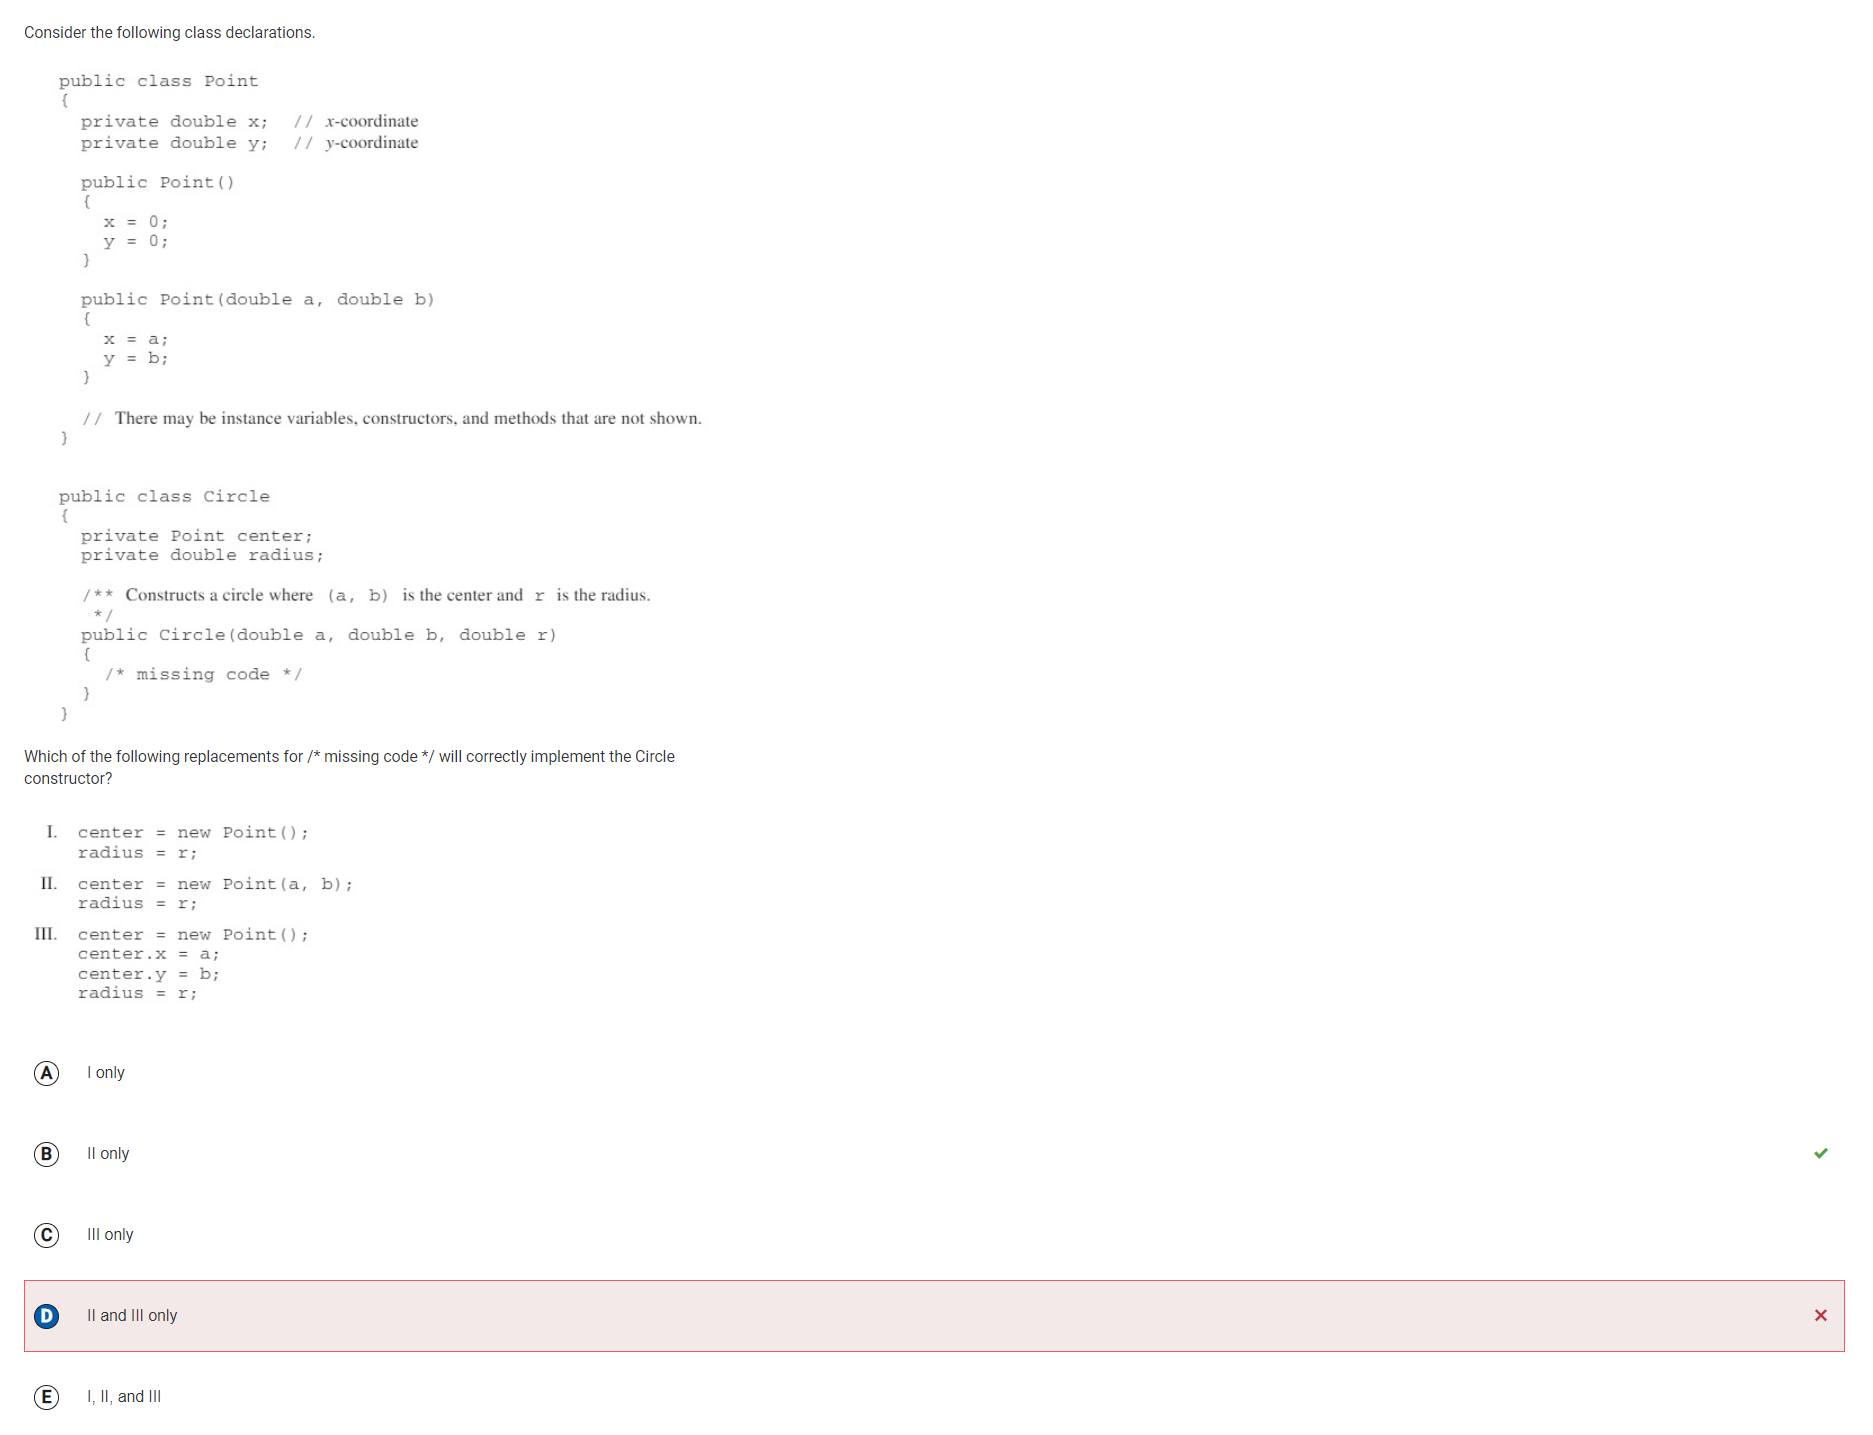 Consider the following class declarations.
public class Point
{
private double x; // x-coordinate
private double y; // y-coordinate
public Point()
{
x = 0;
y = 0;
}
public Point(double a, double b)
{
x = a;
y = b;
}
// There may be instance variables, constructors, and methods that are not shown.
}
public class Circle
{
private Point center;
private double radius;
/** Constructs a circle where (a, b) is the center and r is the radius.
*/
public Circle(double a, double b, double r)
{
/* missing code */
}
}
Which of the following replacements for /* missing code */ will correctly implement the Circle
constructor?
I. center = new Point();
radius = r;
II. center = new Point(a, b);
radius = r;
III. center = new Point();
center.x = a;
center.y = b;
radius = r;
A I only
B II only
C III only
D II and III only
E I, II, and III